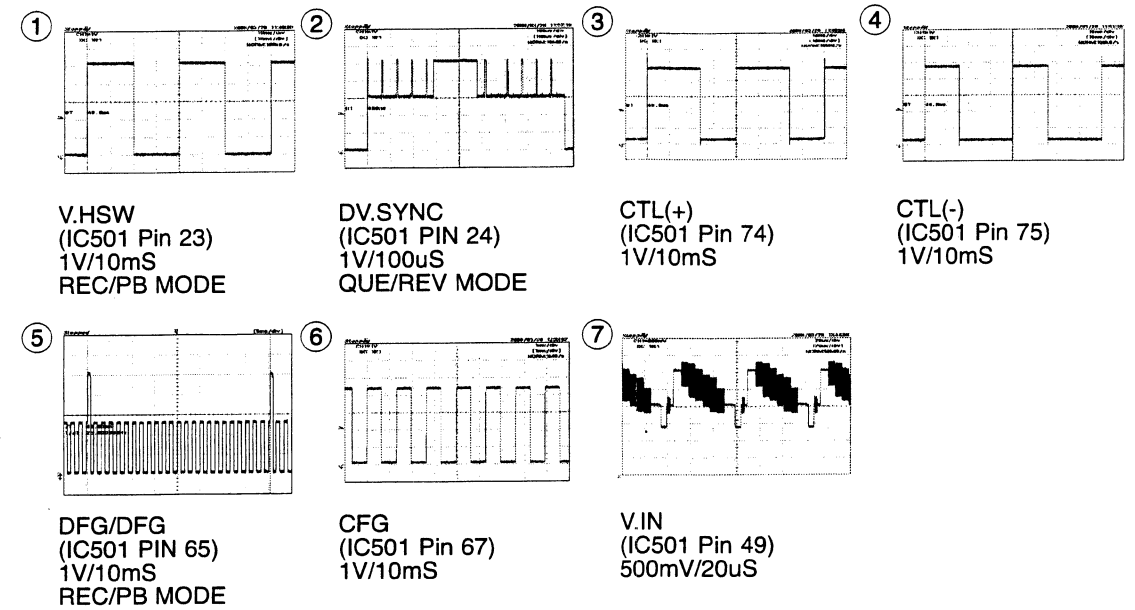 1
V.HSW
(IC501 Pin 23)
1V/10mS
REC/PB MODE
2
DV.SYNC
(IC501 PIN 24)
1V/100uS
QUE/REV MODE
3
CTL(+)
(IC501 Pin 74)
1V/10mS
4
CTL(-)
(IC501 Pin 75)
1V/10mS
5
DFG/DFG
(IC501 PIN 65)
1V/10mS
REC/PB MODE
6
CFG
(IC501 Pin 67)
1V/10mS
7
V.IN
(IC501 Pin 49)
500mV/20uS